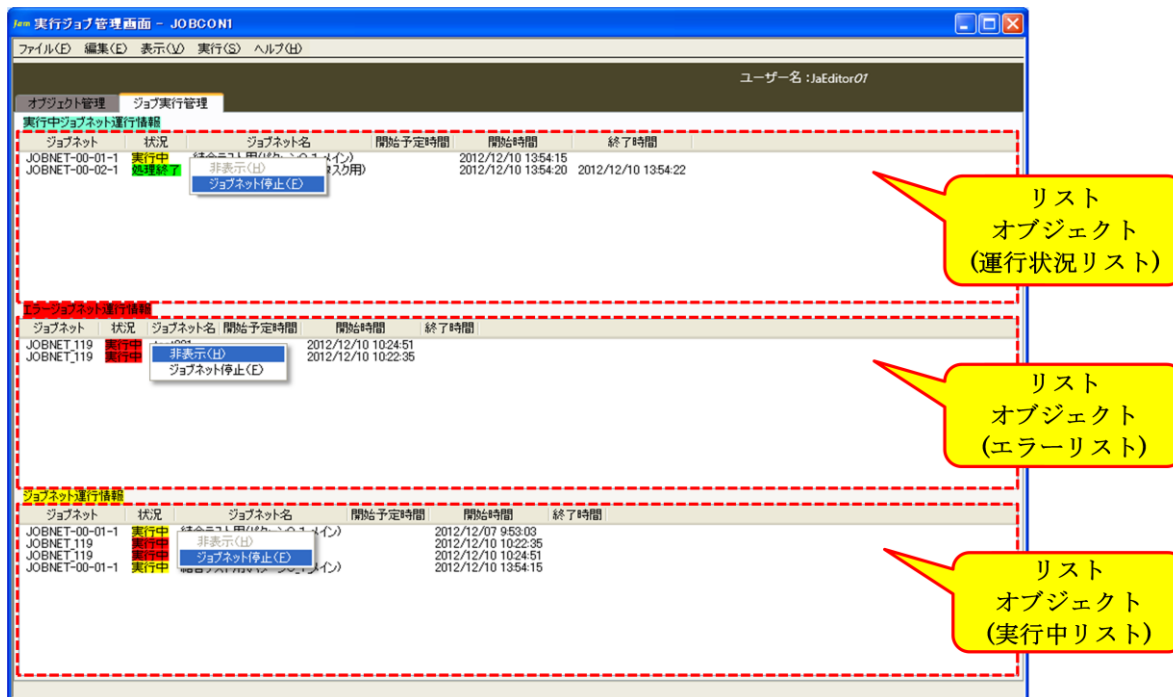 Jam 実行ジョブ管理画面 - JOBCON1
ファイル(F) 編集(E) 表示(V) 実行(S) ヘルプ(H)
ユーザー名 :JaEditor01
オブジェクト管理 ジョブ実行管理
実行中ジョブネット運行情報
ジョブネット 状況 ジョブネット名 開始予定時間 開始時間 終了時間
JOBNET-00-01-1 実行中 メイン) 2012/12/10 13:54:15
JOBNET-00-02-1 処理終了 タスク用) 2012/12/10 13:54:20 2012/12/10 13:54:22
非表示(H)
ジョブネット停止(E)
リスト
オブジェクト
(運行状況リスト)
エラージョブネット運行情報
ジョブネット 状況 ジョブネット名 開始予定時間 開始時間 終了時間
JOBNET_119 実行中 2012/12/10 10:24:51
JOBNET_119 実行中 2012/12/10 10:22:35
非表示(H)
ジョブネット停止(E)
リスト
オブジェクト
(エラーリスト)
ジョブネット運行情報
ジョブネット 状況 ジョブネット名 開始予定時間 開始時間 終了時間
JOBNET-00-01-1 実行中 メイン) 2012/12/07 9:53:03
JOBNET_119 実行中 2012/12/10 10:22:35
JOBNET_119 実行中 2012/12/10 10:24:51
JOBNET-00-01-1 実行中 メイン) 2012/12/10 13:54:15
非表示(H)
ジョブネット停止(E)
リスト
オブジェクト
(実行中リスト)